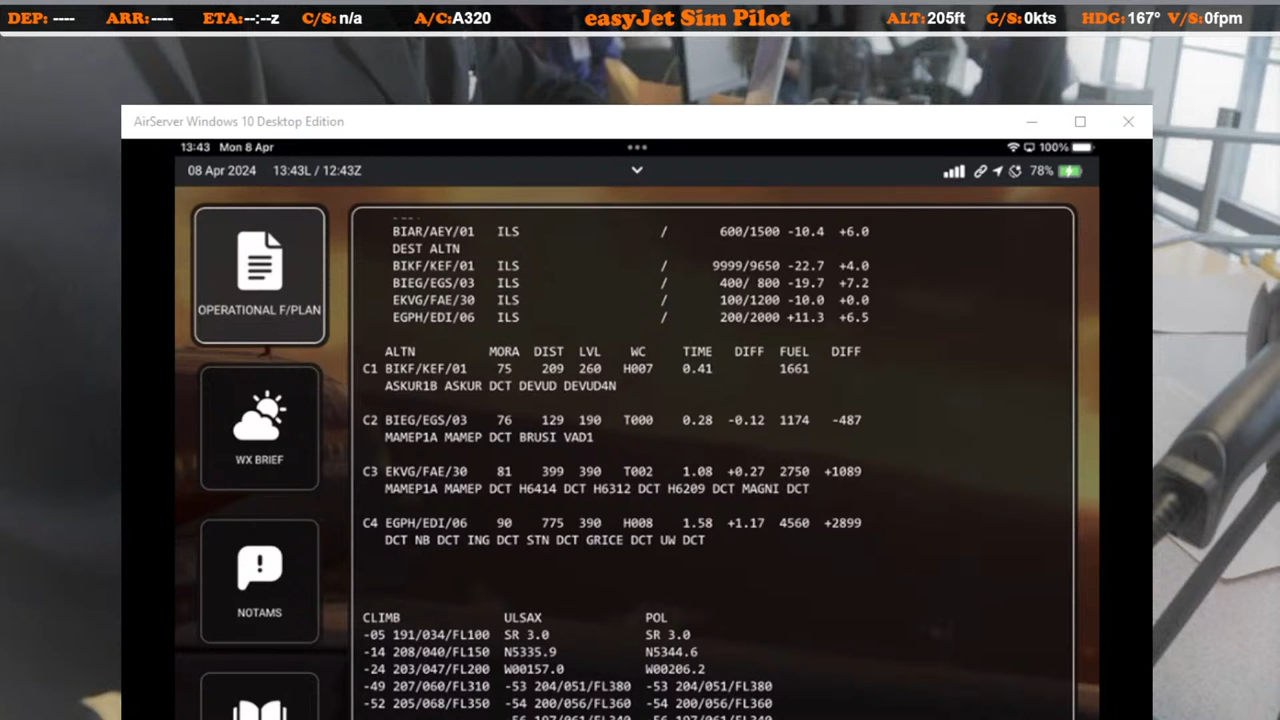 DEP: ---- ARR:---- ETA:--:--z C/S: n/a A/C:A320 easyJet Sim Pilot ALT: 205ft G/S: 0kts HDG: 167° V/S: 0fpm
AirServer Windows 10 Desktop Edition
13:43 Mon 8 Apr 100%
08 Apr 2024 13:43L / 12:43Z 78%
OPERATIONAL F/PLAN
WX BRIEF
NOTAMS
BIAR/AEY/01 ILS / 600/1500 -10.4 +6.0
DEST ALTN
BIKF/KEF/01 ILS / 9999/9650 -22.7 +4.0
BIEG/EGS/03 ILS / 400/ 800 -19.7 +7.2
EKVG/FAE/30 ILS / 100/1200 -10.0 +0.0
EGPH/EDI/06 ILS / 200/2000 +11.3 +6.5
ALTN MORA DIST LVL WC TIME DIFF FUEL DIFF
C1 BIKF/KEF/01 75 209 260 H007 0.41 1661
ASKUR1B ASKUR DCT DEVUD DEVUD4N
C2 BIEG/EGS/03 76 129 190 T000 0.28 -0.12 1174 -487
MAMEP1A MAMEP DCT BRUSI VAD1
C3 EKVG/FAE/30 81 399 390 T002 1.08 +0.27 2750 +1089
MAMEP1A MAMEP DCT H6414 DCT H6312 DCT H6209 DCT MAGNI DCT
C4 EGPH/EDI/06 90 775 390 H008 1.58 +1.17 4560 +2899
DCT NB DCT ING DCT STN DCT GRICE DCT UW DCT
CLIMB ULSAX POL
-05 191/034/FL100 SR 3.0 SR 3.0
-14 208/040/FL150 N5335.9 N5344.6
-24 203/047/FL200 W00157.0 W00206.2
-49 207/060/FL310 -53 204/051/FL380 -53 204/051/FL380
-52 205/068/FL350 -54 200/056/FL360 -54 200/056/FL360